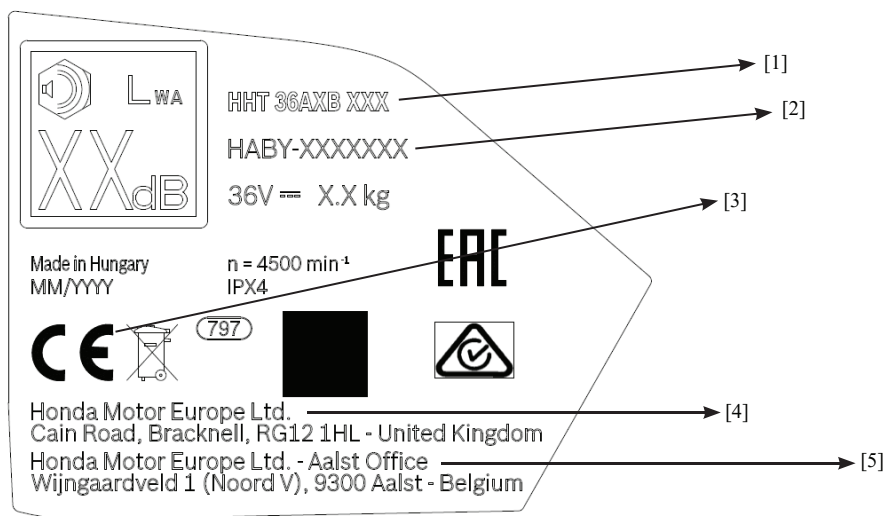 LWA
XXdB
HHT 36AXB XXX
HABY-XXXXXXX
36V X.X kg
[1]
[2]
[3]
Made in Hungary
MM/YYYY
n = 4500 min⁻¹
IPX4
EAC
CE
797
Honda Motor Europe Ltd.
Cain Road, Bracknell, RG12 1HL - United Kingdom
[4]
Honda Motor Europe Ltd. - Aalst Office
Wijngaardveld 1 (Noord V), 9300 Aalst - Belgium
[5]